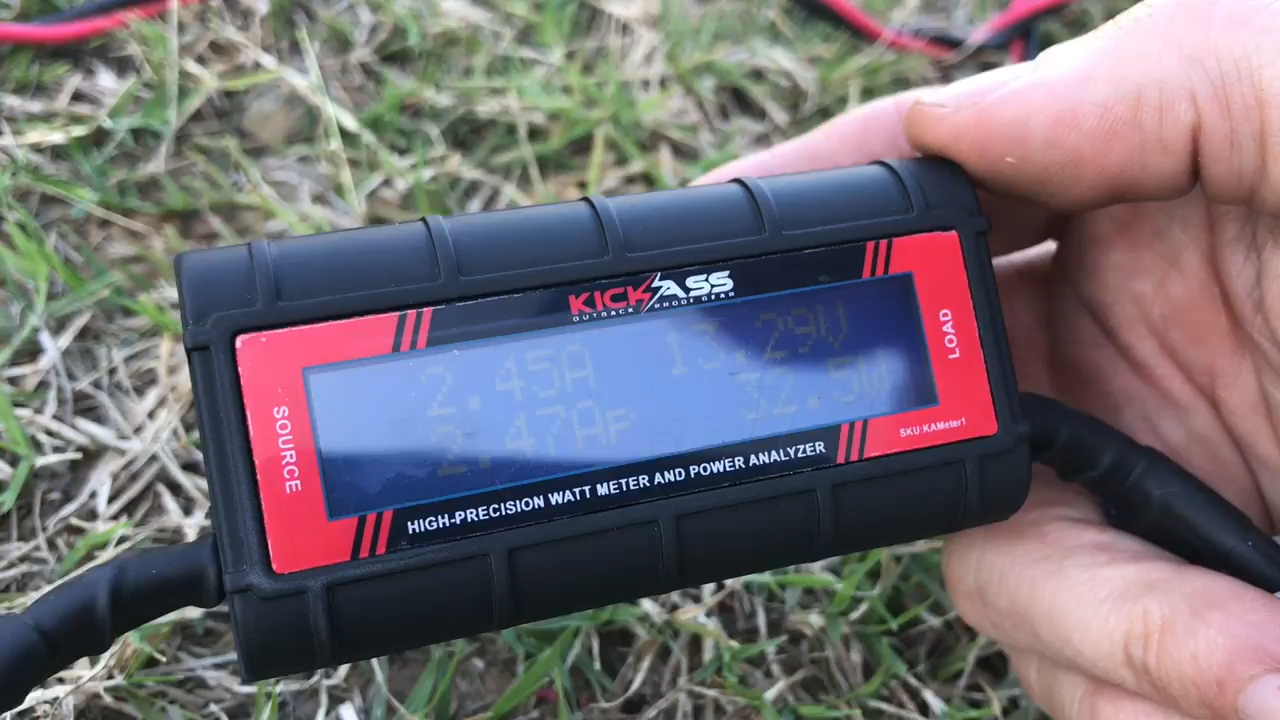 KICKASS
OUTBACK PROOF GEAR
SOURCE
2.45A 13.29V
2.47Ap 32.5W
LOAD
SKU:KAMeter1
HIGH-PRECISION WATT METER AND POWER ANALYZER